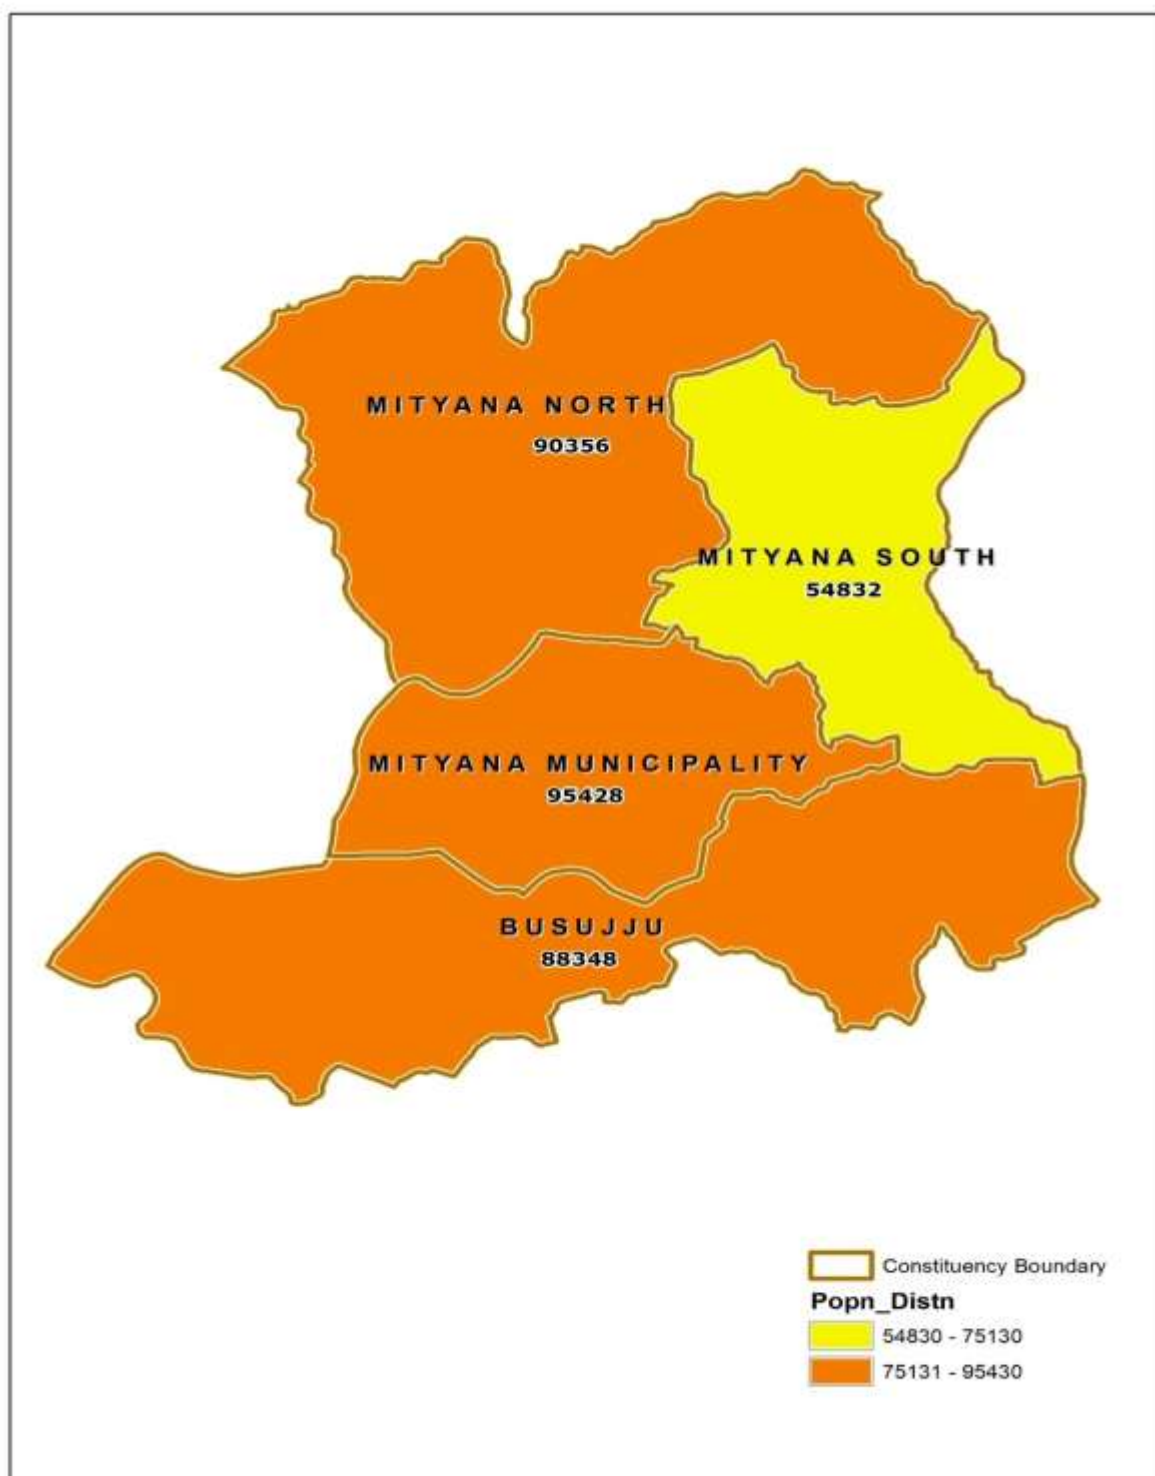 MITYANA NORTH
90356
MITYANA SOUTH
54832
MITYANA MUNICIPALITY
95428
BUSUJJU
88348
Constituency Boundary
Popn_Distn
54830 - 75130
75131 - 95430